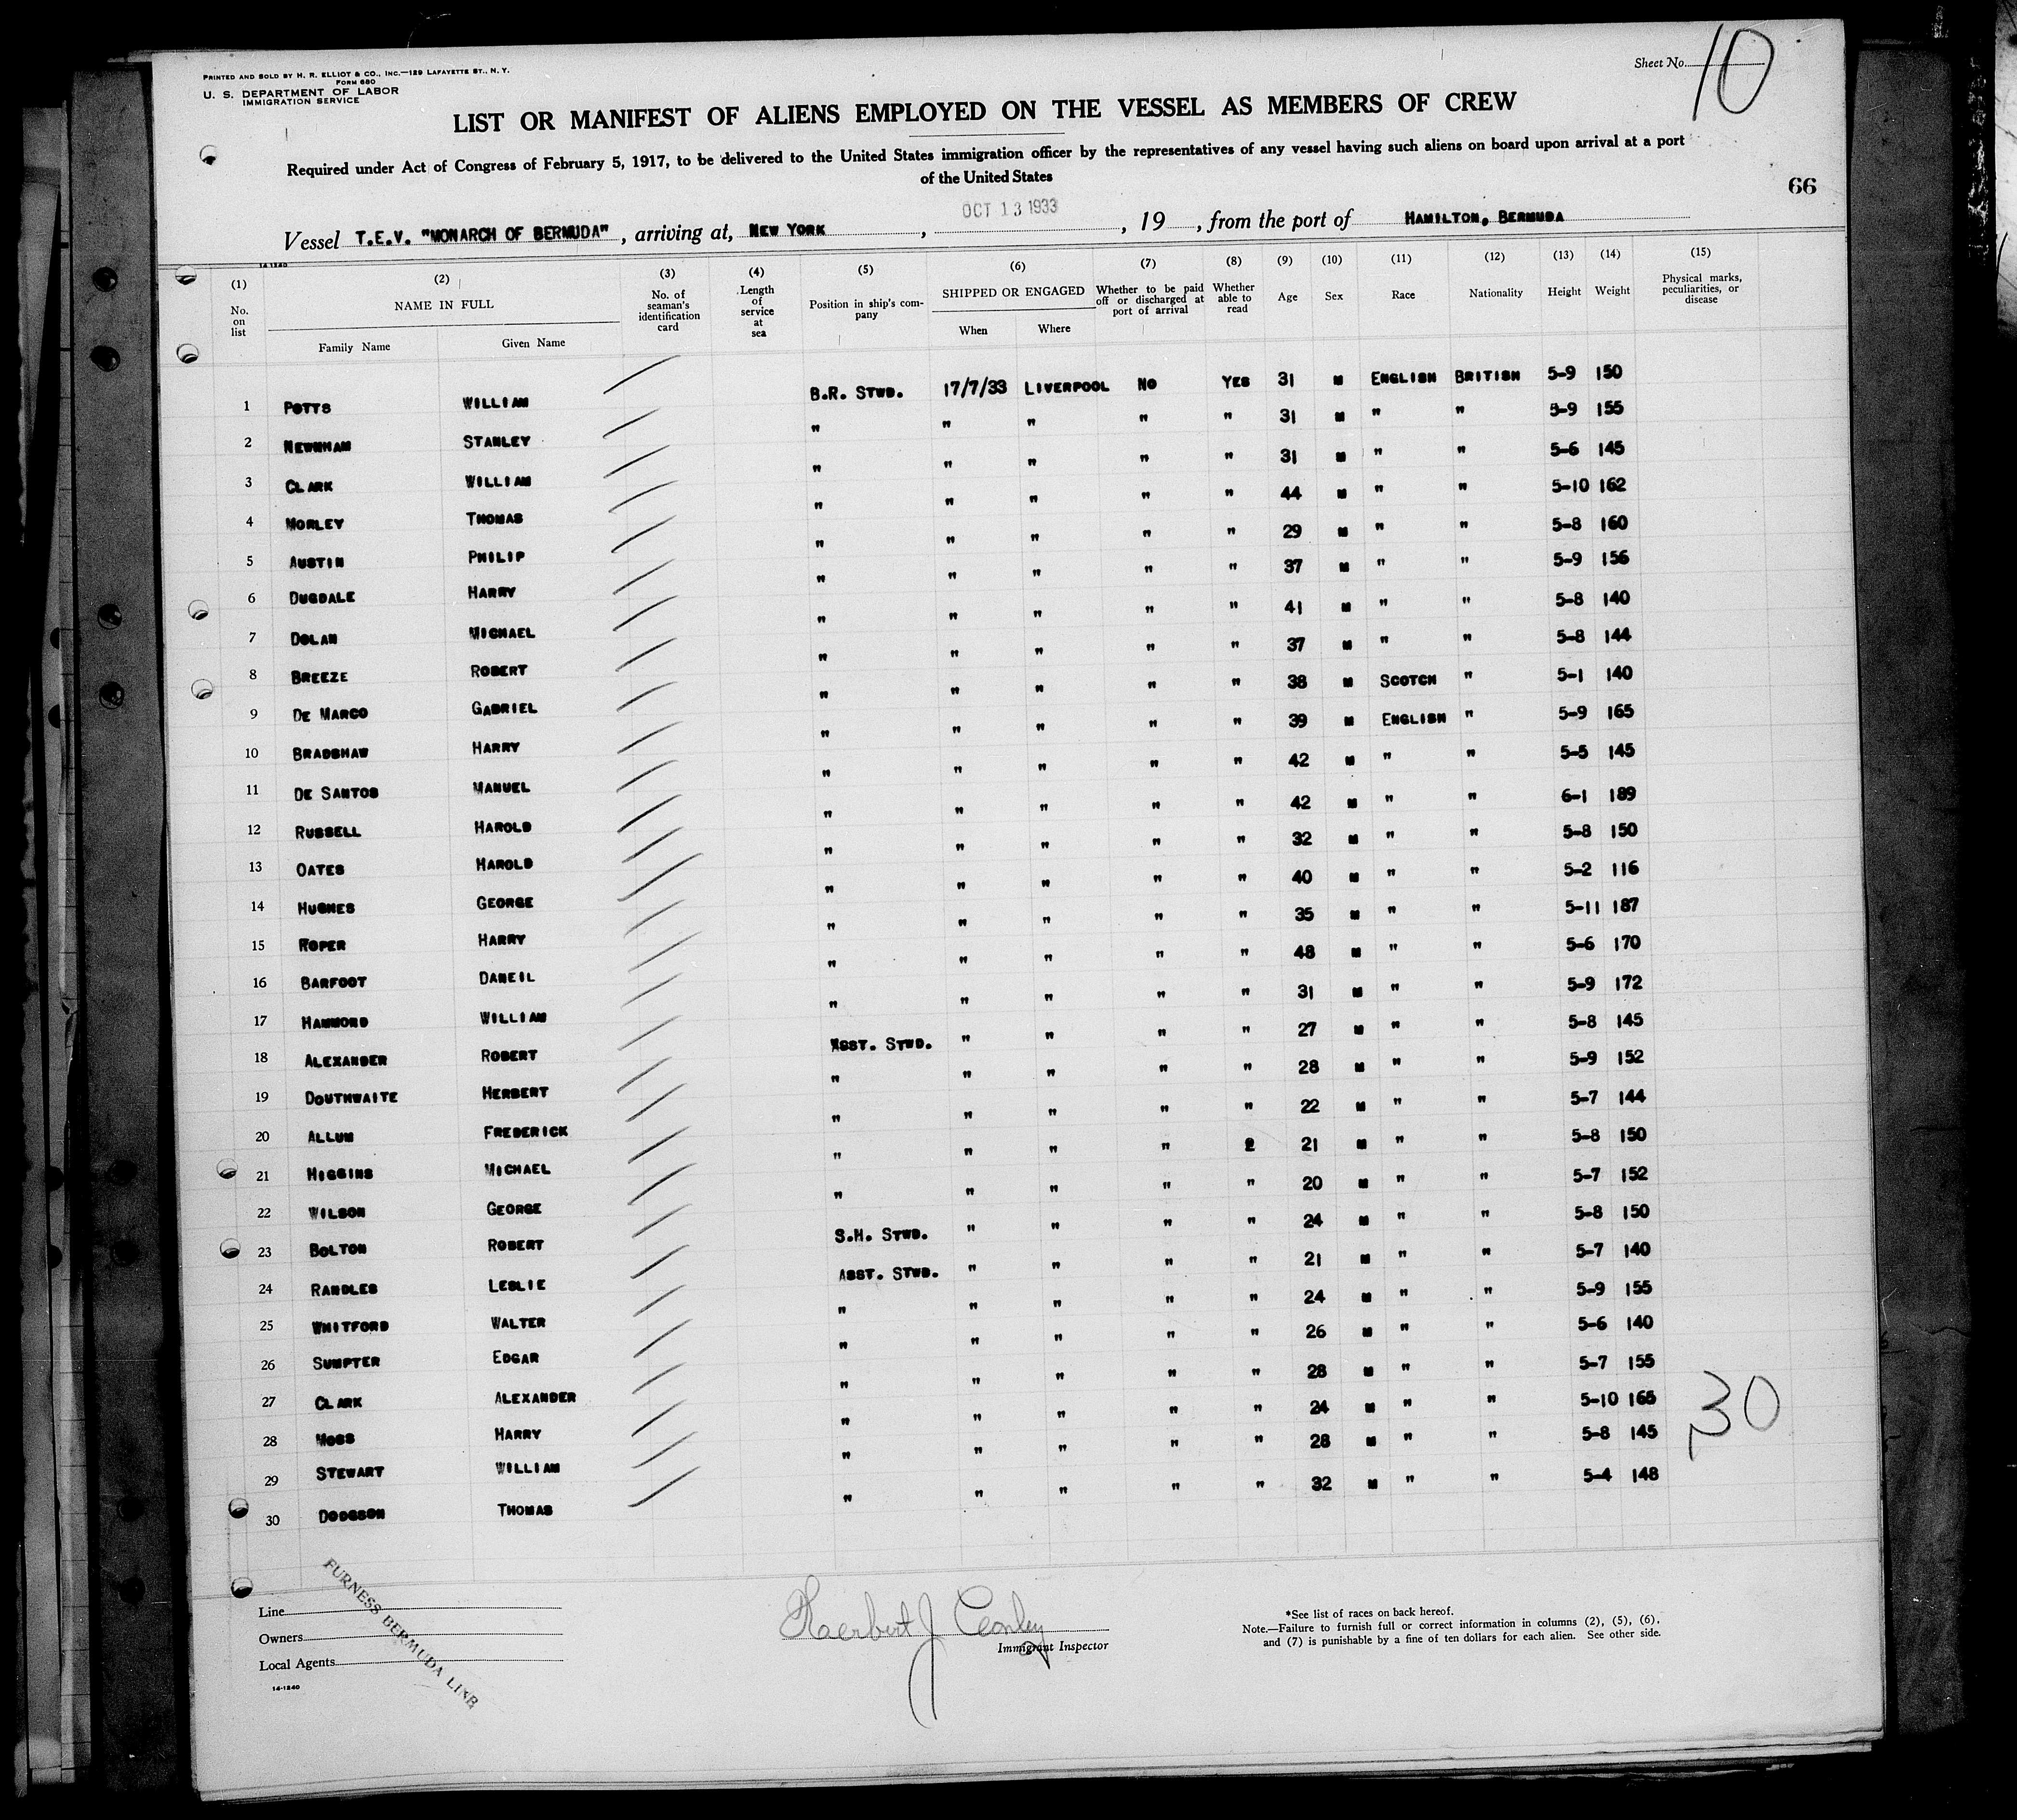 PRINTED AND SOLD BY H. R. ELLIOT & CO., INC.—129 LAFAYETTE ST., N. Y.
FORM 680
U. S. DEPARTMENT OF LABOR
IMMIGRATION SERVICE
Sheet No. 10
LIST OR MANIFEST OF ALIENS EMPLOYED ON THE VESSEL AS MEMBERS OF CREW
Required under Act of Congress of February 5, 1917, to be delivered to the United States immigration officer by the representatives of any vessel having such aliens on board upon arrival at a port
of the United States
66
OCT 13 1933
Vessel T.E.V. "MONARCH OF BERMUDA", arriving at, NEW YORK, , 19 , from the port of HAMILTON, BERMUDA
14-1240
(1) No. on list
(2) NAME IN FULL Family Name Given Name
(3) No. of seaman's identification card
(4) Length of service at sea
(5) Position in ship's company
(6) SHIPPED OR ENGAGED When Where
(7) Whether to be paid off or discharged at port of arrival
(8) Whether able to read
(9) Age
(10) Sex
(11) Race
(12) Nationality
(13) Height
(14) Weight
(15) Physical marks, peculiarities, or disease
1 POTTS WILLIAM B.R. STWD. 17/7/33 LIVERPOOL NO YES 31 M ENGLISH BRITISH 5-9 150
2 NEWNHAM STANLEY " " " " " 31 M " " 5-9 155
3 CLARK WILLIAM " " " " " 31 M " " 5-6 145
4 MORLEY THOMAS " " " " " 44 M " " 5-10 162
5 AUSTIN PHILIP " " " " " 29 M " " 5-8 160
6 DUGDALE HARRY " " " " " 37 M " " 5-9 156
7 DOLAN MICHAEL " " " " " 41 M " " 5-8 140
8 BREEZE ROBERT " " " " " 37 M " " 5-8 144
9 DE MARCO GABRIEL " " " " " 38 M SCOTCH " 5-1 140
10 BRADSHAW HARRY " " " " " 39 M ENGLISH " 5-9 165
11 DE SANTOS MANUEL " " " " " 42 M " " 5-5 145
12 RUSSELL HAROLD " " " " " 42 M " " 6-1 189
13 OATES HAROLD " " " " " 32 M " " 5-8 150
14 HUGHES GEORGE " " " " " 40 M " " 5-2 116
15 ROPER HARRY " " " " " 35 M " " 5-11 187
16 BARFOOT DANEIL " " " " " 48 M " " 5-6 170
17 HAMMOND WILLIAM " " " " " 31 M " " 5-9 172
18 ALEXANDER ROBERT ASST. STWD. " " " " 27 M " " 5-8 145
19 DOUTHWAITE HERBERT " " " " " 28 M " " 5-9 152
20 ALLUM FREDERICK " " " " " 22 M " " 5-7 144
21 HIGGINS MICHAEL " " " " 2 21 M " " 5-8 150
22 WILSON GEORGE " " " " " 20 M " " 5-7 152
23 BOLTON ROBERT S.H. STWD. " " " " 24 M " " 5-8 150
24 RANDLES LESLIE ASST. STWD. " " " " 21 M " " 5-7 140
25 WHITFORD WALTER " " " " " 24 M " " 5-9 155
26 SUMPTER EDGAR " " " " " 26 M " " 5-6 140
27 CLARK ALEXANDER " " " " " 28 M " " 5-7 155
28 MOSS HARRY " " " " " 24 M " " 5-10 165
29 STEWART WILLIAM " " " " " 28 M " " 5-8 145
30 DODGSON THOMAS " " " " " 32 M " " 5-4 148
30
FURNESS BERMUDA LINE
Line
Owners
Local Agents
14-1240
Herbert J Conley
Immigrant Inspector
*See list of races on back hereof.
Note.—Failure to furnish full or correct information in columns (2), (5), (6),
and (7) is punishable by a fine of ten dollars for each alien. See other side.